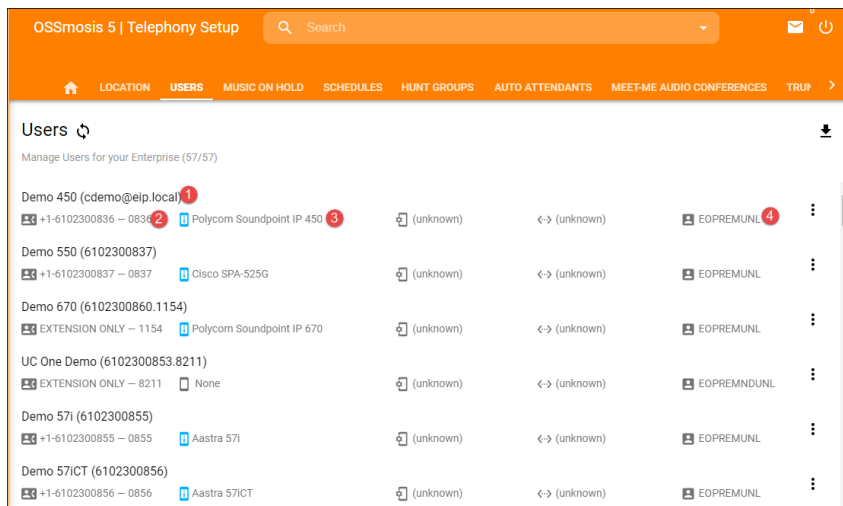 OSSmosis 5 | Telephony Setup Search 0
LOCATION USERS MUSIC ON HOLD SCHEDULES HUNT GROUPS AUTO ATTENDANTS MEET-ME AUDIO CONFERENCES TRUN
Users
Manage Users for your Enterprise (57/57)
Demo 450 (cdemo@eip.local) 1
+1-6102300836 — 0836 2 Polycom Soundpoint IP 450 3 (unknown) (unknown) EOPREMUNL 4
Demo 550 (6102300837)
+1-6102300837 — 0837 Cisco SPA-525G (unknown) (unknown) EOPREMUNL
Demo 670 (6102300860.1154)
EXTENSION ONLY — 1154 Polycom Soundpoint IP 670 (unknown) (unknown) EOPREMUNL
UC One Demo (6102300853.8211)
EXTENSION ONLY — 8211 None (unknown) (unknown) EOPREMNDUNL
Demo 57i (6102300855)
+1-6102300855 — 0855 Aastra 57i (unknown) (unknown) EOPREMUNL
Demo 57iCT (6102300856)
+1-6102300856 — 0856 Aastra 57iCT (unknown) (unknown) EOPREMUNL